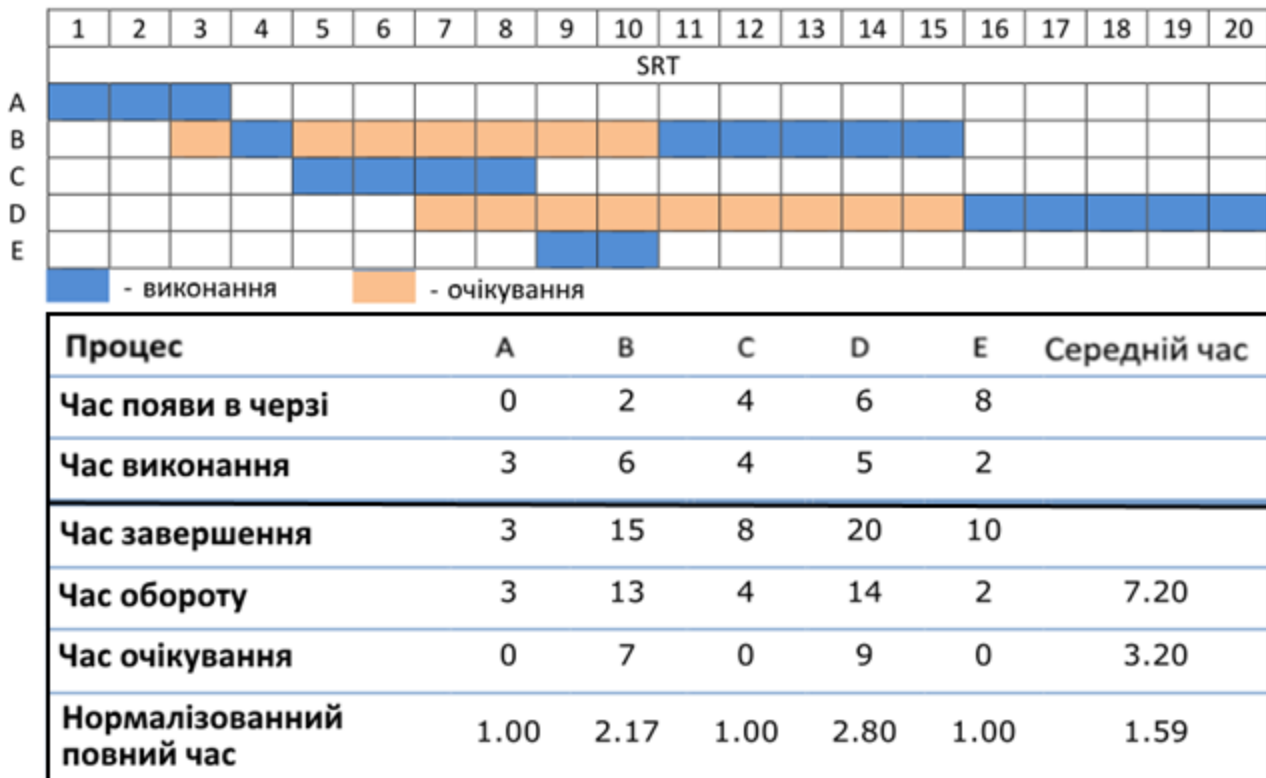 1 2 3 4 5 6 7 8 9 10 11 12 13 14 15 16 17 18 19 20
SRT
A
B
C
D
E
- виконання - очікування
Процес A B C D E Середній час
Час появи в черзі 0 2 4 6 8
Час виконання 3 6 4 5 2
Час завершення 3 15 8 20 10
Час обороту 3 13 4 14 2 7.20
Час очікування 0 7 0 9 0 3.20
Нормалізованний
повний час 1.00 2.17 1.00 2.80 1.00 1.59